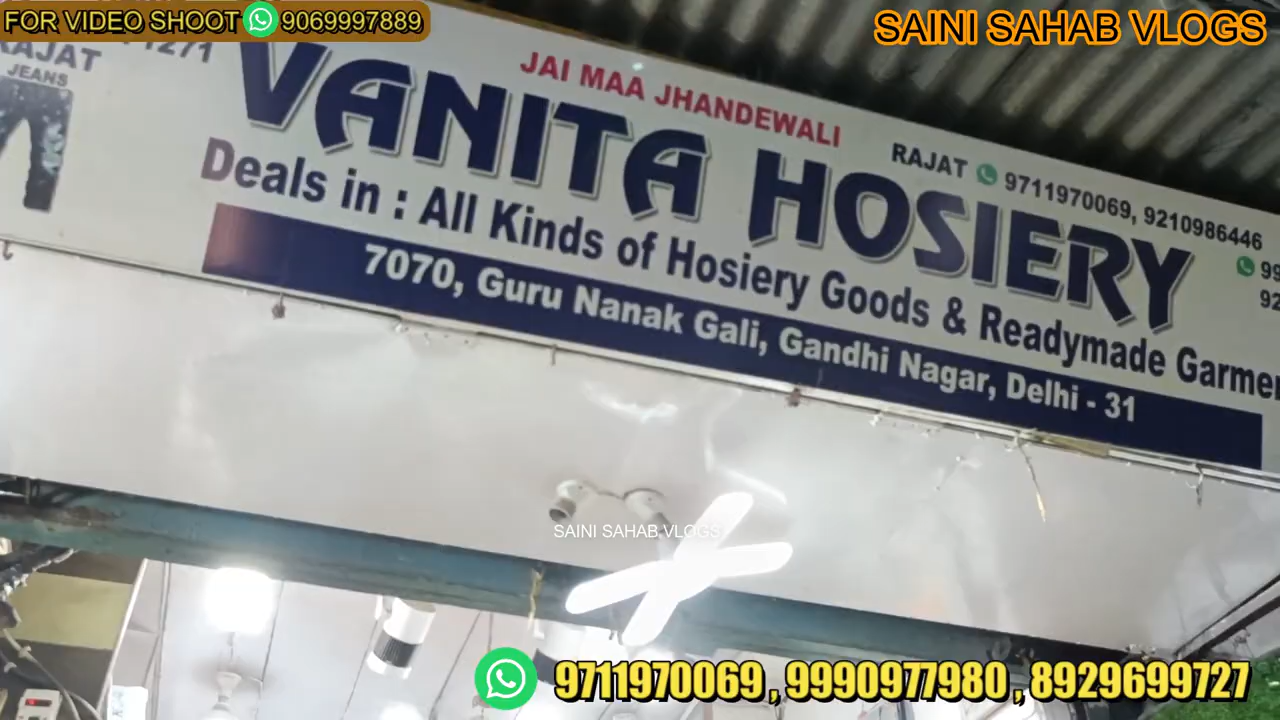 FOR VIDEO SHOOT 9069997889
SAINI SAHAB VLOGS
RAJAT
JEANS
JAI MAA JHANDEWALI
VANITA HOSIERY
RAJAT 9711970069, 9210986446
Deals in : All Kinds of Hosiery Goods & Readymade
7070, Guru Nanak Gali, Gandhi Nagar, Delhi - 31
SAINI SAHAB VLOGS
9711970069, 9990977980, 8929699727